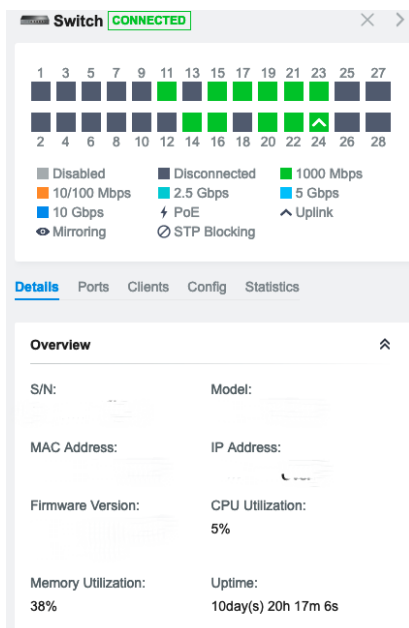 Switch CONNECTED
1 3 5 7 9 11 13 15 17 19 21 23 25 27
2 4 6 8 10 12 14 16 18 20 22 24 26 28
Disabled Disconnected 1000 Mbps
10/100 Mbps 2.5 Gbps 5 Gbps
10 Gbps PoE Uplink
Mirroring STP Blocking
Details Ports Clients Config Statistics
Overview
S/N: Model:
MAC Address: IP Address:
Firmware Version: CPU Utilization:
5%
Memory Utilization: Uptime:
38% 10day(s) 20h 17m 6s